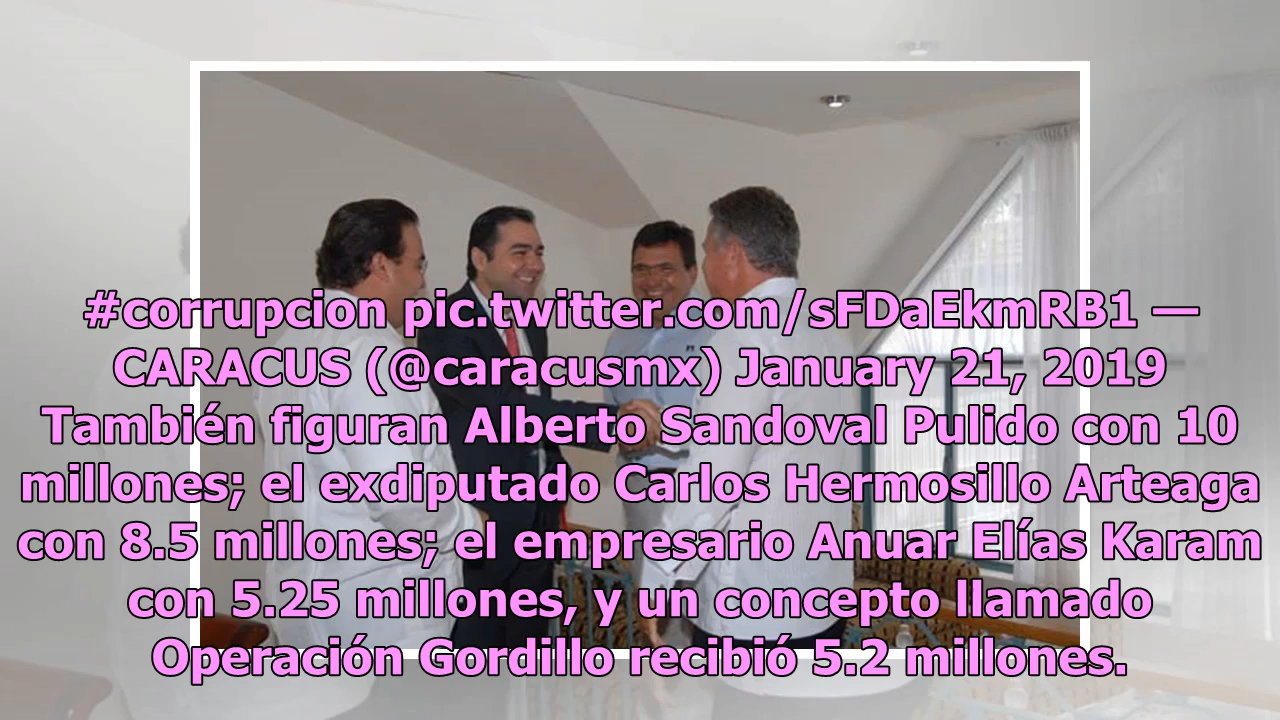 #corrupcion pic.twitter.com/sFDaEkmRB1 —
CARACUS (@caracusmx) January 21, 2019
También figuran Alberto Sandoval Pulido con 10
millones; el exdiputado Carlos Hermosillo Arteaga
con 8.5 millones; el empresario Anuar Elías Karam
con 5.25 millones, y un concepto llamado
Operación Gordillo recibió 5.2 millones.